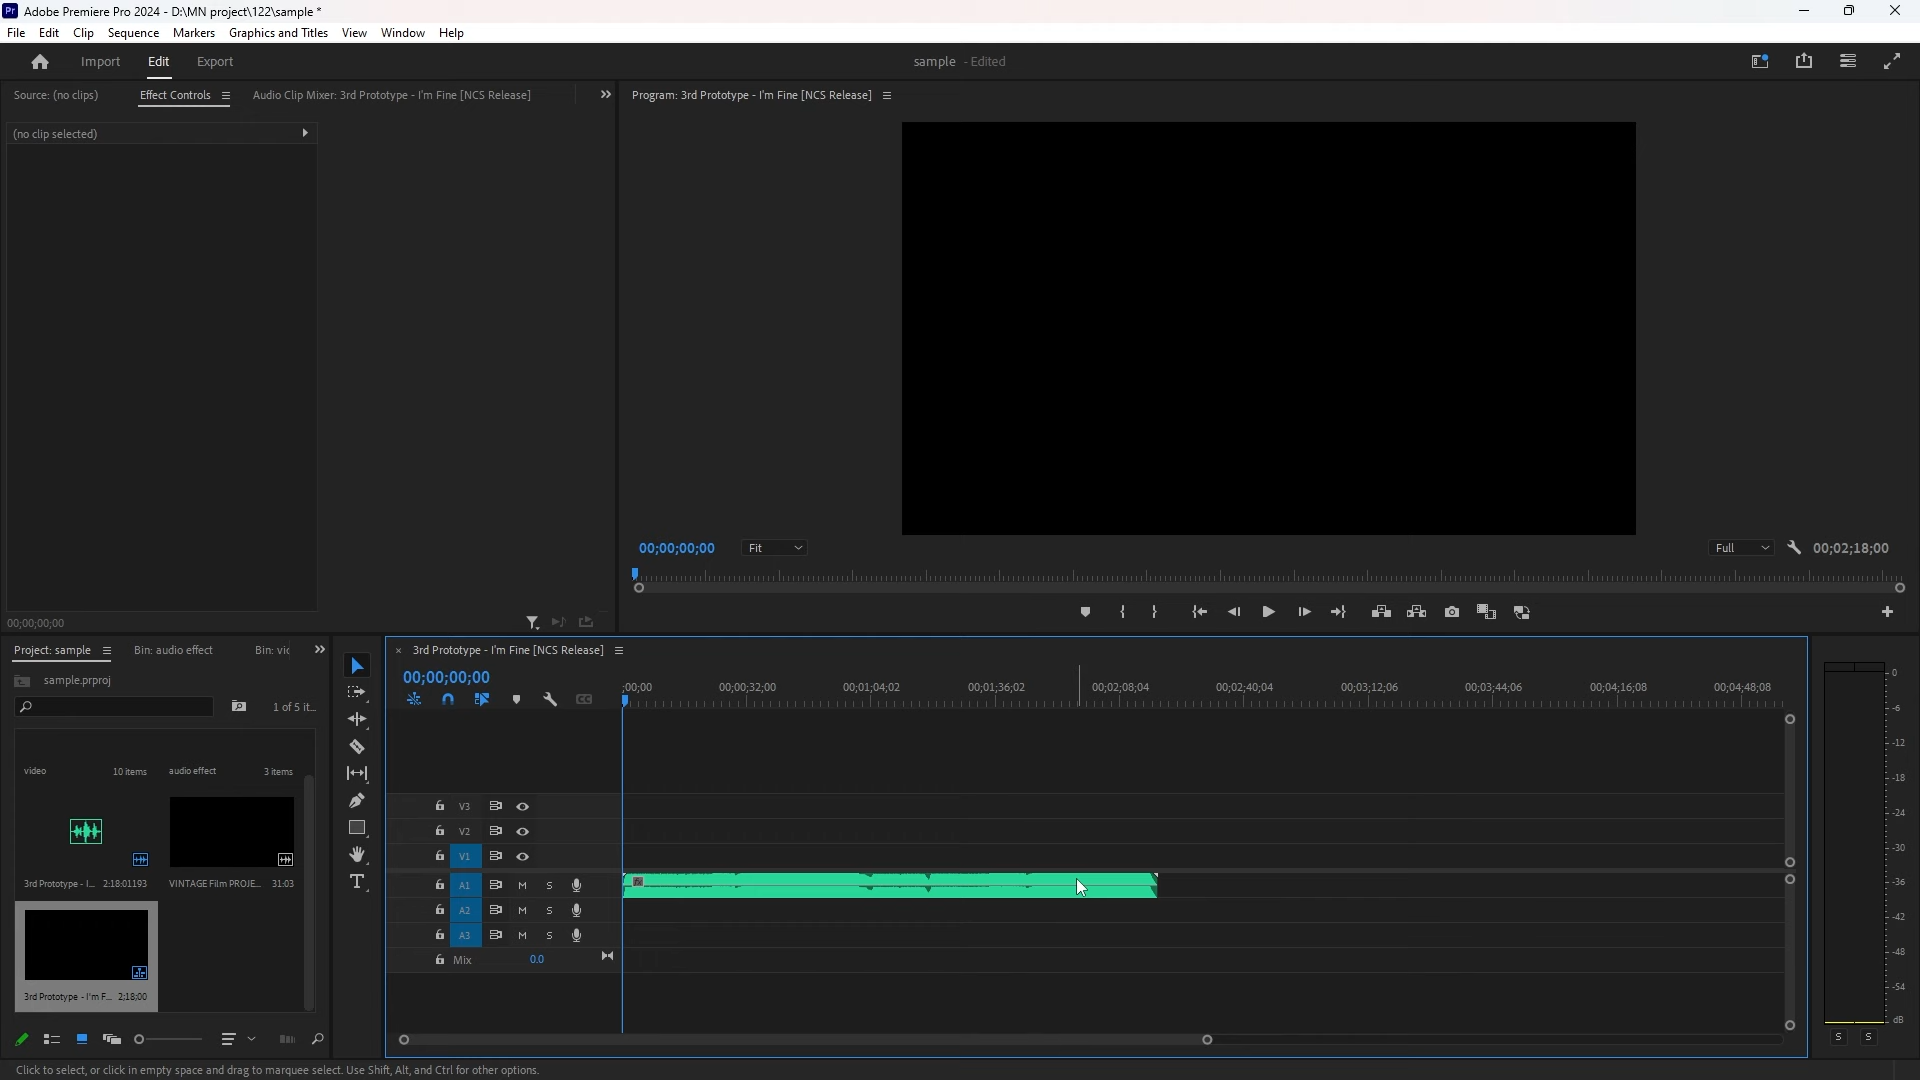 Pr Adobe Premiere Pro 2024 - D:\MN project\122\sample *
File Edit Clip Sequence Markers Graphics and Titles View Window Help
Import Edit Export
sample - Edited
Source: (no clips) Effect Controls Audio Clip Mixer: 3rd Prototype - I'm Fine [NCS Release]
Program: 3rd Prototype - I'm Fine [NCS Release]
(no clip selected)
00;00;00;00 Fit Full 00;02;18;00
00;00;00;00
Project: sample Bin: audio effect Bin: vic
× 3rd Prototype - I'm Fine [NCS Release]
sample.prproj
00;00;00;00
;00;00 00;00;32;00 00;01;04;02 00;01;36;02 00;02;08;04 00;02;40;04 00;03;12;06 00;03;44;06 00;04;16;08 00;04;48;08
1 of 5 it...
video 10 items audio effect 3 items
3rd Prototype - I... 2:18:01193 VINTAGE Film PROJE... 31:03
3rd Prototype - I'm F... 2;18;00
V3
V2
V1
A1 M S fx
A2 M S
A3 M S
Mix 0.0
0
-6
-12
-18
-24
-30
-36
-42
-48
-54
dB
S S
Click to select, or click in empty space and drag to marquee select. Use Shift, Alt, and Ctrl for other options.